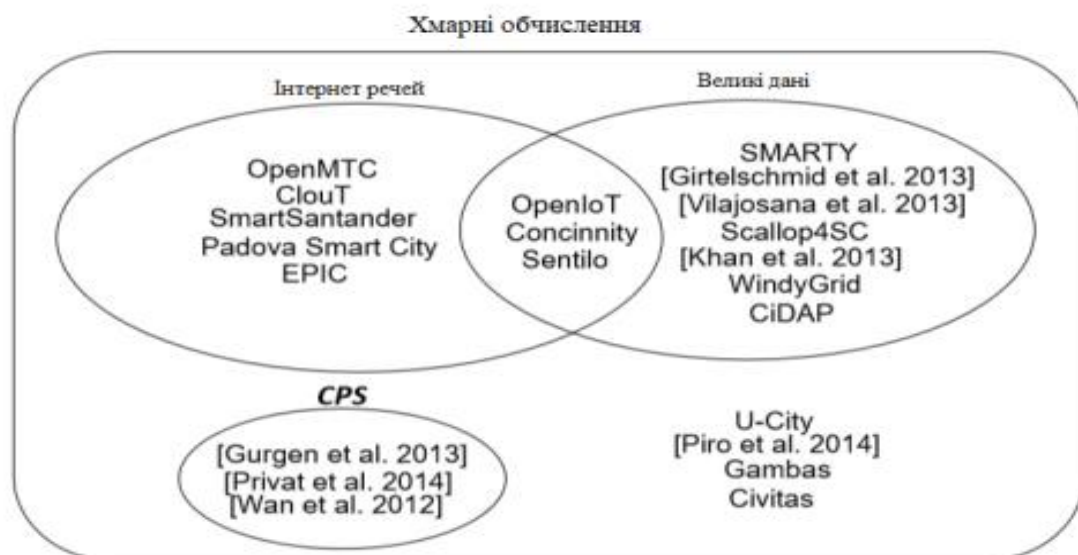 Хмарні обчислення
Інтернет речей
Великі дані
OpenMTC
ClouT
SmartSantander
Padova Smart City
EPIC
OpenIoT
Concinnity
Sentilo
SMARTY
[Girtelschmid et al. 2013]
[Vilajosana et al. 2013]
Scallop4SC
[Khan et al. 2013]
WindyGrid
CiDAP
CPS
[Gurgen et al. 2013]
[Privat et al. 2014]
[Wan et al. 2012]
U-City
[Piro et al. 2014]
Gambas
Civitas